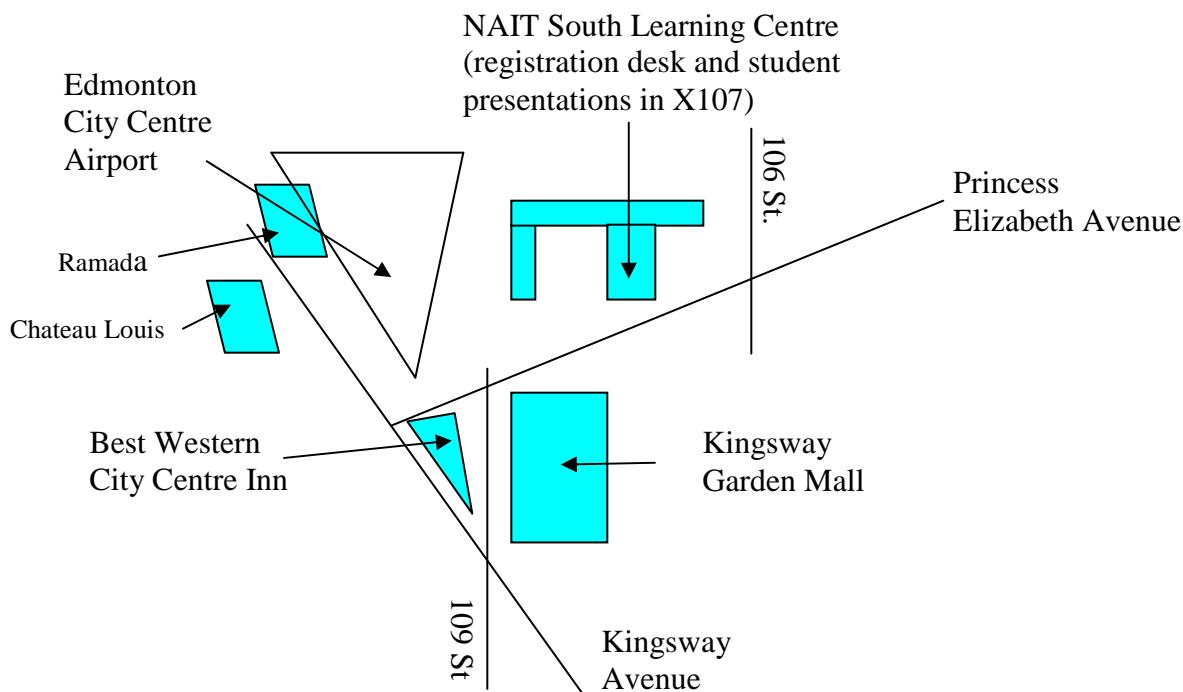 NAIT South Learning Centre
(registration desk and student
presentations in X107)
Edmonton
City Centre
Airport
106 St.
Princess
Elizabeth Avenue
Ramada
Chateau Louis
Best Western
City Centre Inn
Kingsway
Garden Mall
109 St
Kingsway
Avenue